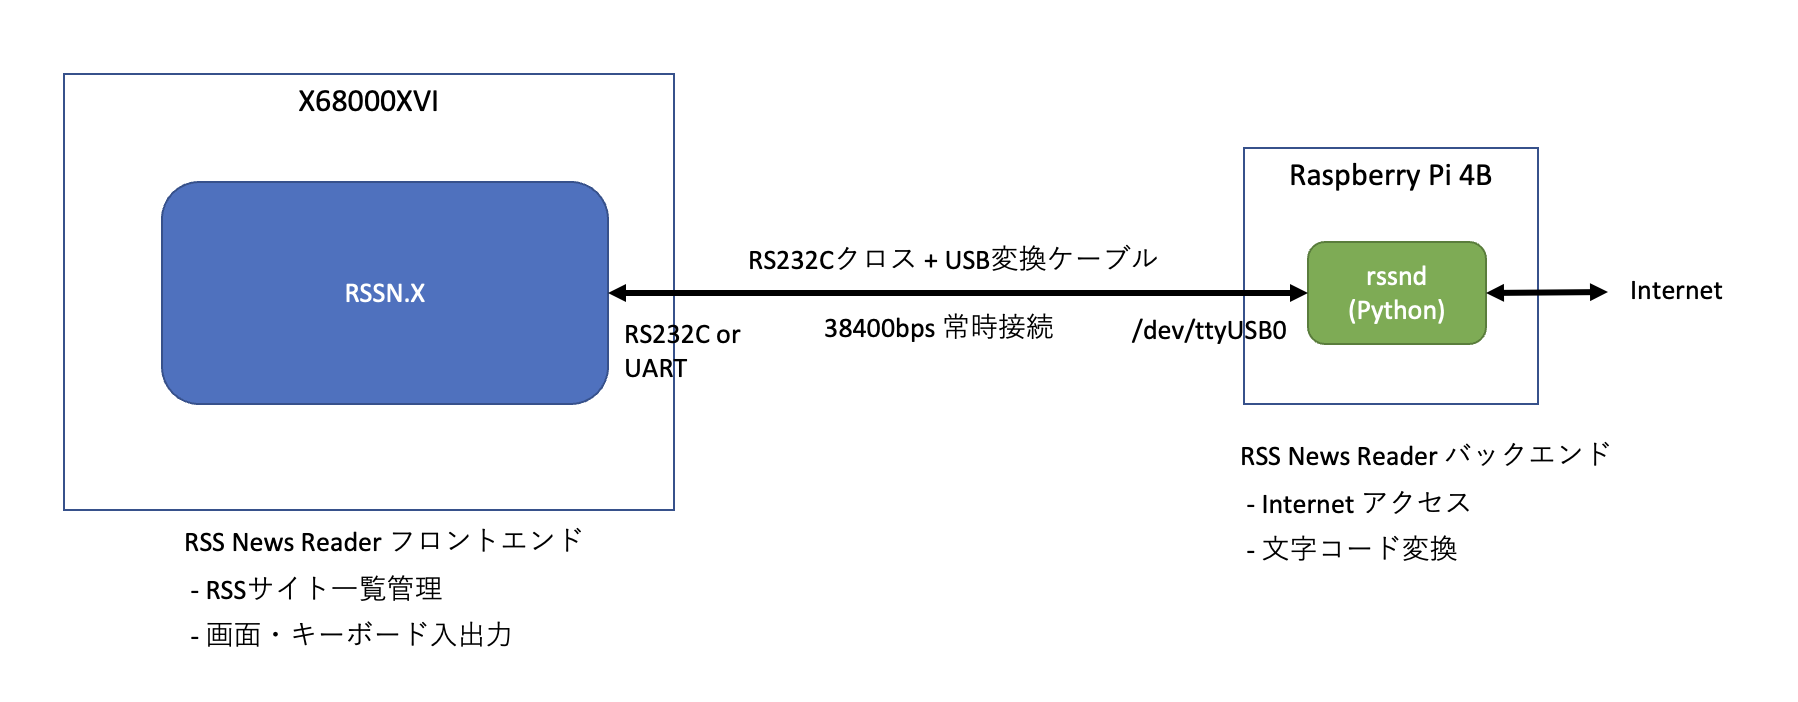 X68000XVI
RSSN.X
RS232C or
UART
RSS News Reader フロントエンド
- RSSサイト一覧管理
- 画面・キーボード入出力
RS232Cクロス + USB変換ケーブル
38400bps 常時接続
/dev/ttyUSB0
Raspberry Pi 4B
rssnd
(Python)
Internet
RSS News Reader バックエンド
- Internet アクセス
- 文字コード変換